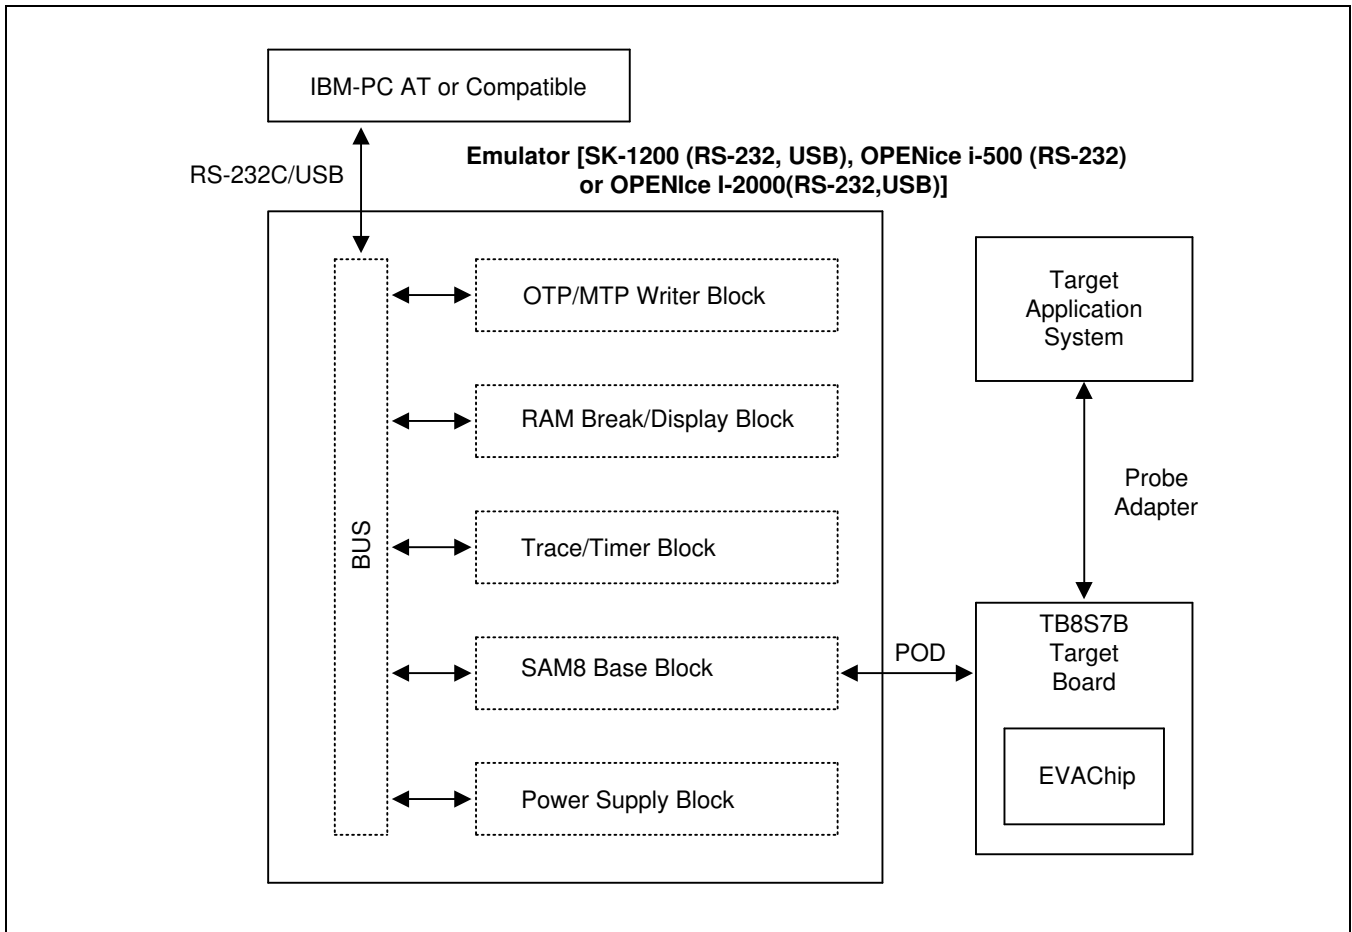 IBM-PC AT or Compatible
RS-232C/USB
Emulator [SK-1200 (RS-232, USB), OPENice i-500 (RS-232)
or OPENIce I-2000(RS-232,USB)]
BUS
OTP/MTP Writer Block
RAM Break/Display Block
Trace/Timer Block
SAM8 Base Block
Power Supply Block
POD
Target
Application
System
Probe
Adapter
TB8S7B
Target
Board
EVAChip